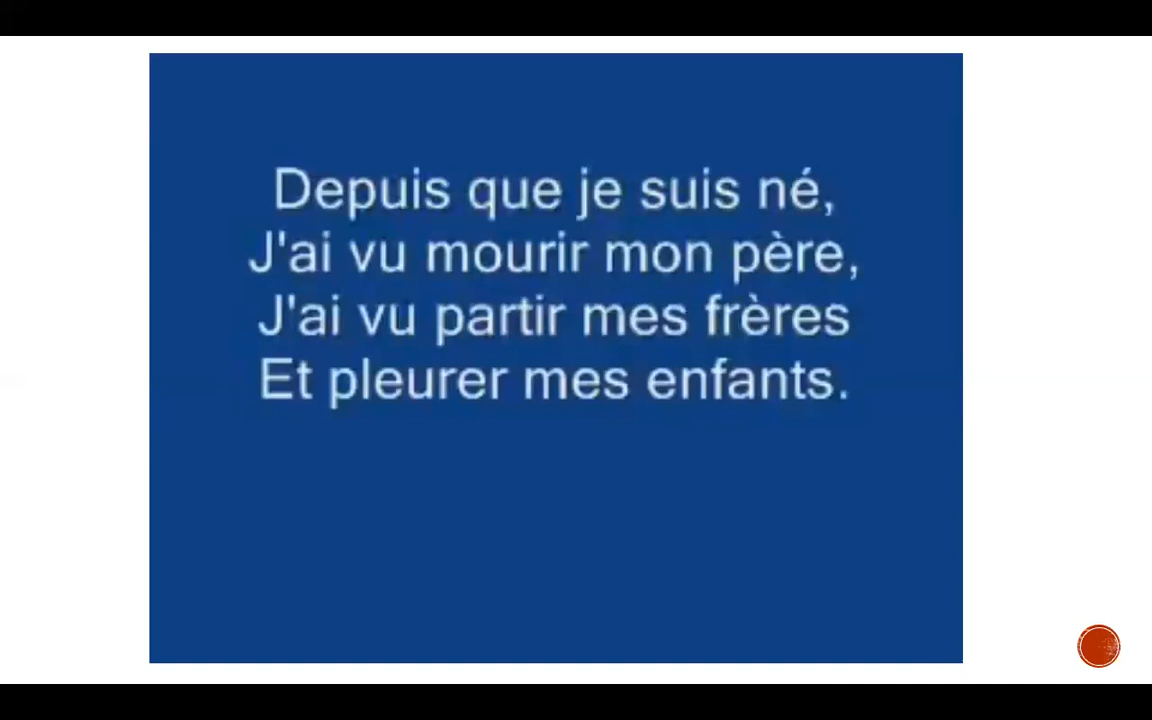 Depuis que je suis né,
J'ai vu mourir mon père,
J'ai vu partir mes frères
Et pleurer mes enfants.